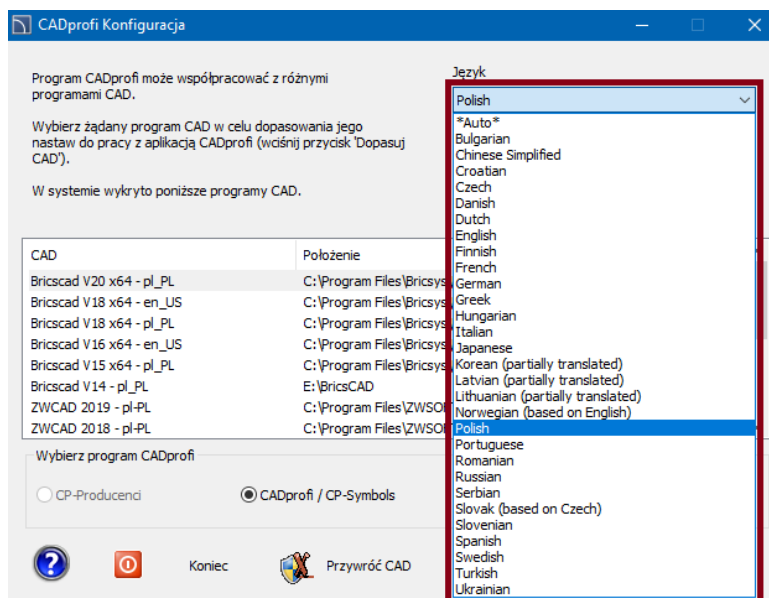 CADprofi Konfiguracja
Program CADprofi może współpracować z różnymi
programami CAD.
Wybierz żądany program CAD w celu dopasowania jego
nastaw do pracy z aplikacją CADprofi (wciśnij przycisk 'Dopasuj
CAD').
W systemie wykryto poniższe programy CAD.
Język
Polish
*Auto*
Bulgarian
Chinese Simplified
Croatian
Czech
Danish
Dutch
English
Finnish
French
German
Greek
Hungarian
Italian
Japanese
Korean (partially translated)
Latvian (partially translated)
Lithuanian (partially translated)
Norwegian (based on English)
Polish
Portuguese
Romanian
Russian
Serbian
Slovak (based on Czech)
Slovenian
Spanish
Swedish
Turkish
Ukrainian
CAD Położenie
Bricscad V20 x64 - pl_PL C:\Program Files\Bricsys
Bricscad V18 x64 - en_US C:\Program Files\Bricsys
Bricscad V18 x64 - pl_PL C:\Program Files\Bricsys
Bricscad V16 x64 - en_US C:\Program Files\Bricsys
Bricscad V15 x64 - pl_PL C:\Program Files\Bricsys
Bricscad V14 - pl_PL E:\BricsCAD
ZWCAD 2019 - pl-PL C:\Program Files\ZWSO
ZWCAD 2018 - pl-PL C:\Program Files\ZWSO
Wybierz program CADprofi
CP-Producenci CADprofi / CP-Symbols
Koniec Przywróć CAD